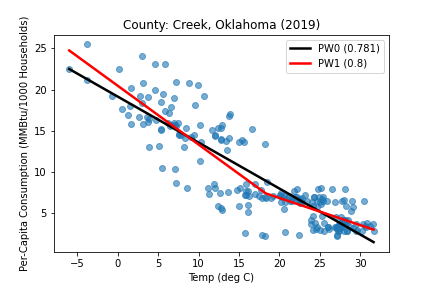 County: Creek, Oklahoma (2019)
PW0 (0.781)
PW1 (0.8)
Per-Capita Consumption (MMBtu/1000 Households)
25
20
15
10
5
−5
0
5
10
15
20
25
30
Temp (deg C)